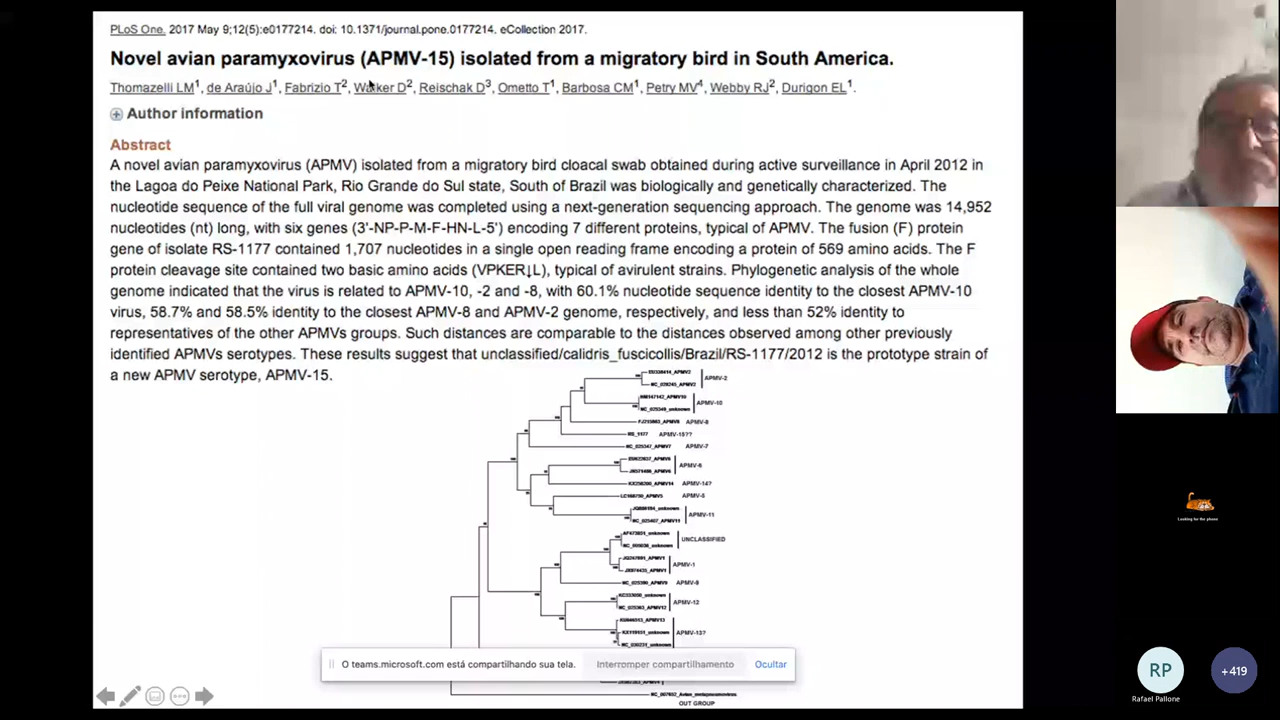 PLoS One. 2017 May 9;12(5):e0177214. doi: 10.1371/journal.pone.0177214. eCollection 2017.
Novel avian paramyxovirus (APMV-15) isolated from a migratory bird in South America.
Thomazelli LM1, de Araújo J1, Fabrizio T2, Walker D2, Reischak D3, Ometto T1, Barbosa CM1, Petry MV4, Webby RJ2, Durigon EL1.
Author information
Abstract
A novel avian paramyxovirus (APMV) isolated from a migratory bird cloacal swab obtained during active surveillance in April 2012 in
the Lagoa do Peixe National Park, Rio Grande do Sul state, South of Brazil was biologically and genetically characterized. The
nucleotide sequence of the full viral genome was completed using a next-generation sequencing approach. The genome was 14,952
nucleotides (nt) long, with six genes (3'-NP-P-M-F-HN-L-5') encoding 7 different proteins, typical of APMV. The fusion (F) protein
gene of isolate RS-1177 contained 1,707 nucleotides in a single open reading frame encoding a protein of 569 amino acids. The F
protein cleavage site contained two basic amino acids (VPKER↓L), typical of avirulent strains. Phylogenetic analysis of the whole
genome indicated that the virus is related to APMV-10, -2 and -8, with 60.1% nucleotide sequence identity to the closest APMV-10
virus, 58.7% and 58.5% identity to the closest APMV-8 and APMV-2 genome, respectively, and less than 52% identity to
representatives of the other APMVs groups. Such distances are comparable to the distances observed among other previously
identified APMVs serotypes. These results suggest that unclassified/calidris_fuscicollis/Brazil/RS-1177/2012 is the prototype strain of
a new APMV serotype, APMV-15.
APMV-2
APMV-10
APMV-8
RS_1177 APMV-15??
APMV-7
APMV-6
APMV-14?
APMV-5
APMV-11
UNCLASSIFIED
APMV-1
APMV-9
APMV-12
APMV-13?
O teams.microsoft.com está compartilhando sua tela.
Interromper compartilhamento
Ocultar
OUT GROUP
Looking for the phone
RP
Rafael Pallone
+419